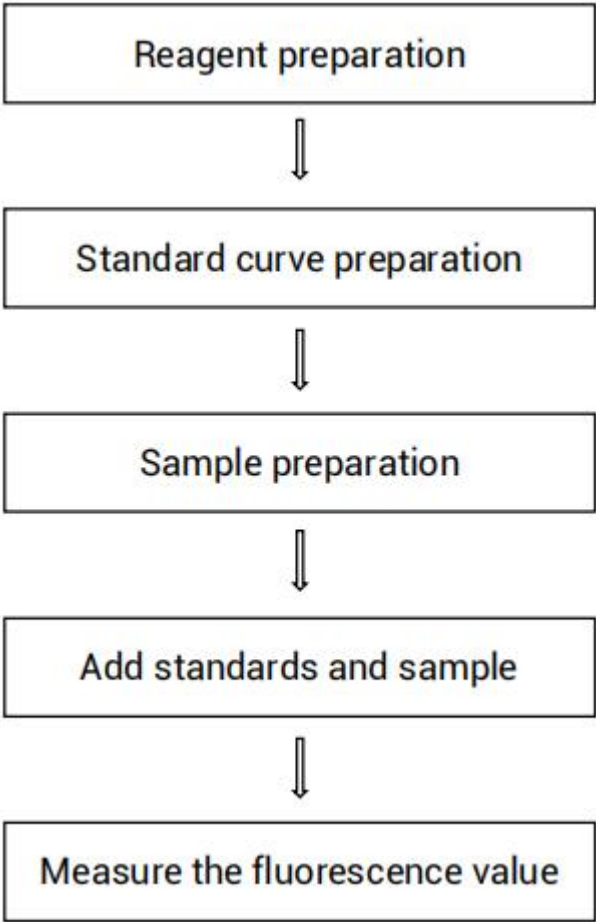 Reagent preparation
Standard curve preparation
Sample preparation
Add standards and sample
Measure the fluorescence value